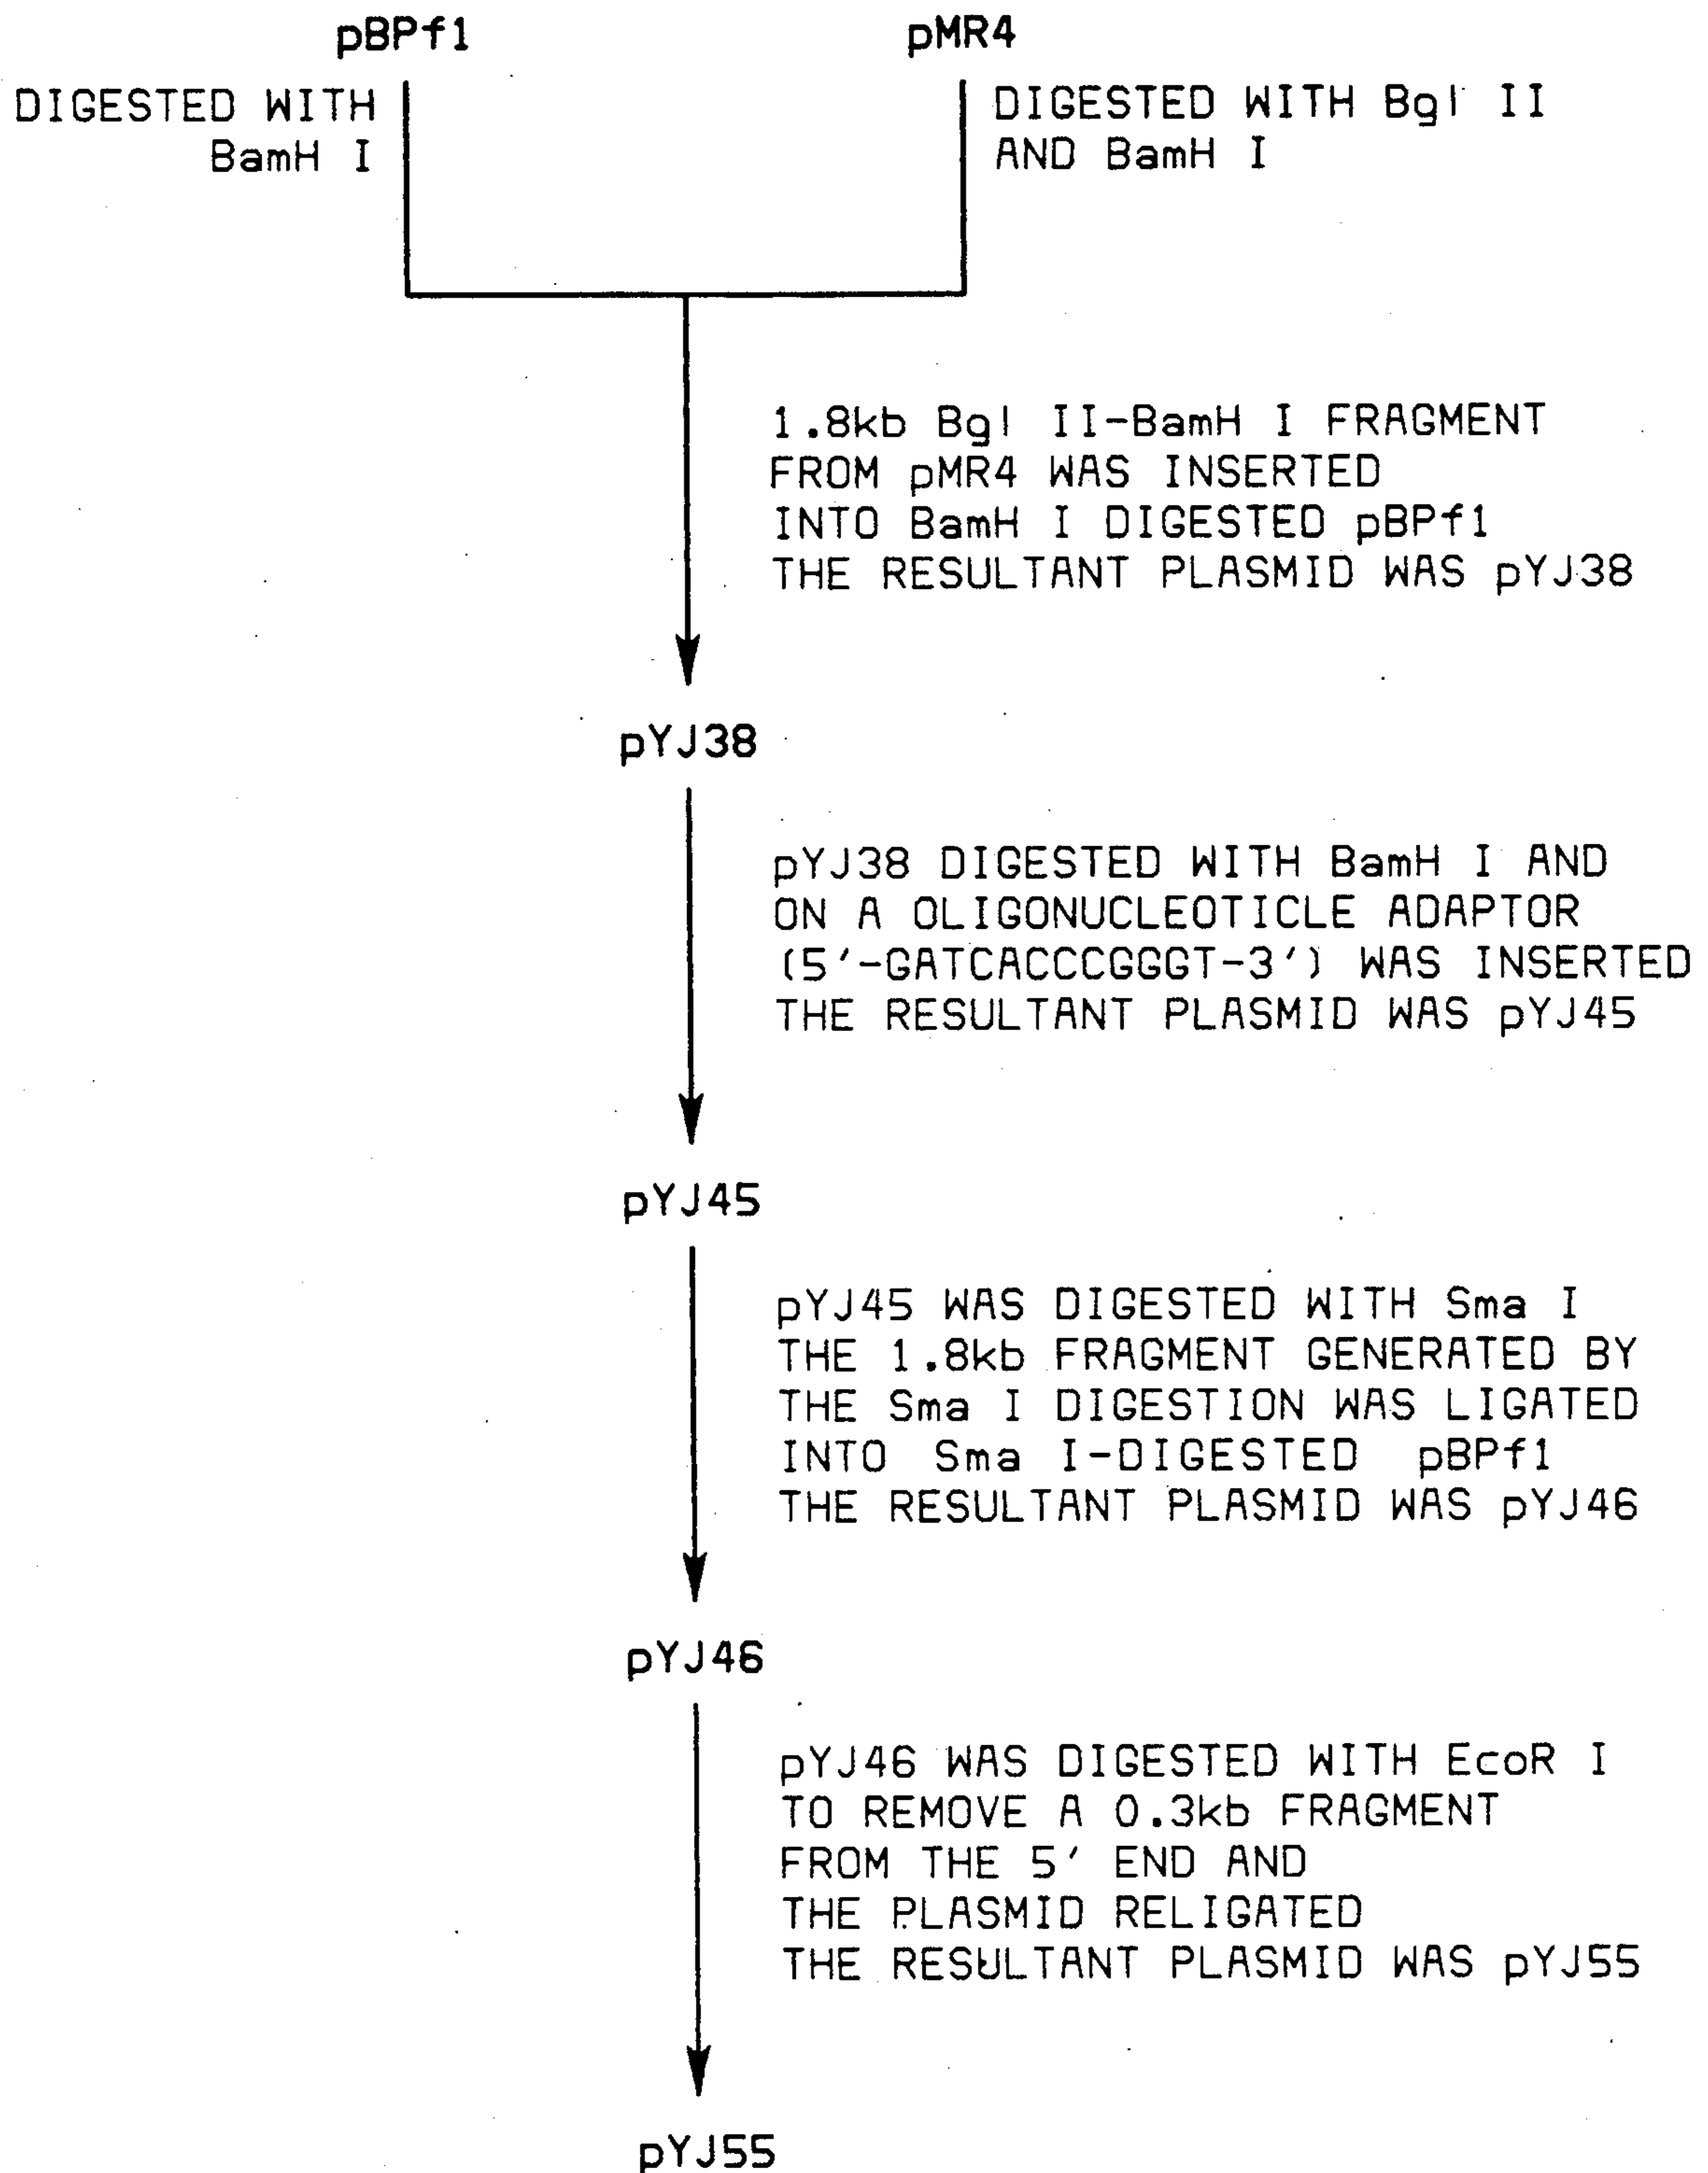 pBPf1
pMR4
DIGESTED WITH
BamH I
DIGESTED WITH Bgl II
AND BamH I
1.8kb Bgl II-BamH I FRAGMENT
FROM pMR4 WAS INSERTED
INTO BamH I DIGESTED pBPf1
THE RESULTANT PLASMID WAS pYJ38
pYJ38
pYJ38 DIGESTED WITH BamH I AND
ON A OLIGONUCLEOTICLE ADAPTOR
(5'-GATCACCCGGGT-3') WAS INSERTED
THE RESULTANT PLASMID WAS pYJ45
pYJ45
pYJ45 WAS DIGESTED WITH Sma I
THE 1.8kb FRAGMENT GENERATED BY
THE Sma I DIGESTION WAS LIGATED
INTO Sma I-DIGESTED pBPf1
THE RESULTANT PLASMID WAS pYJ46
pYJ46
pYJ46 WAS DIGESTED WITH EcoR I
TO REMOVE A 0.3kb FRAGMENT
FROM THE 5' END AND
THE PLASMID RELIGATED
THE RESULTANT PLASMID WAS pYJ55
pYJ55